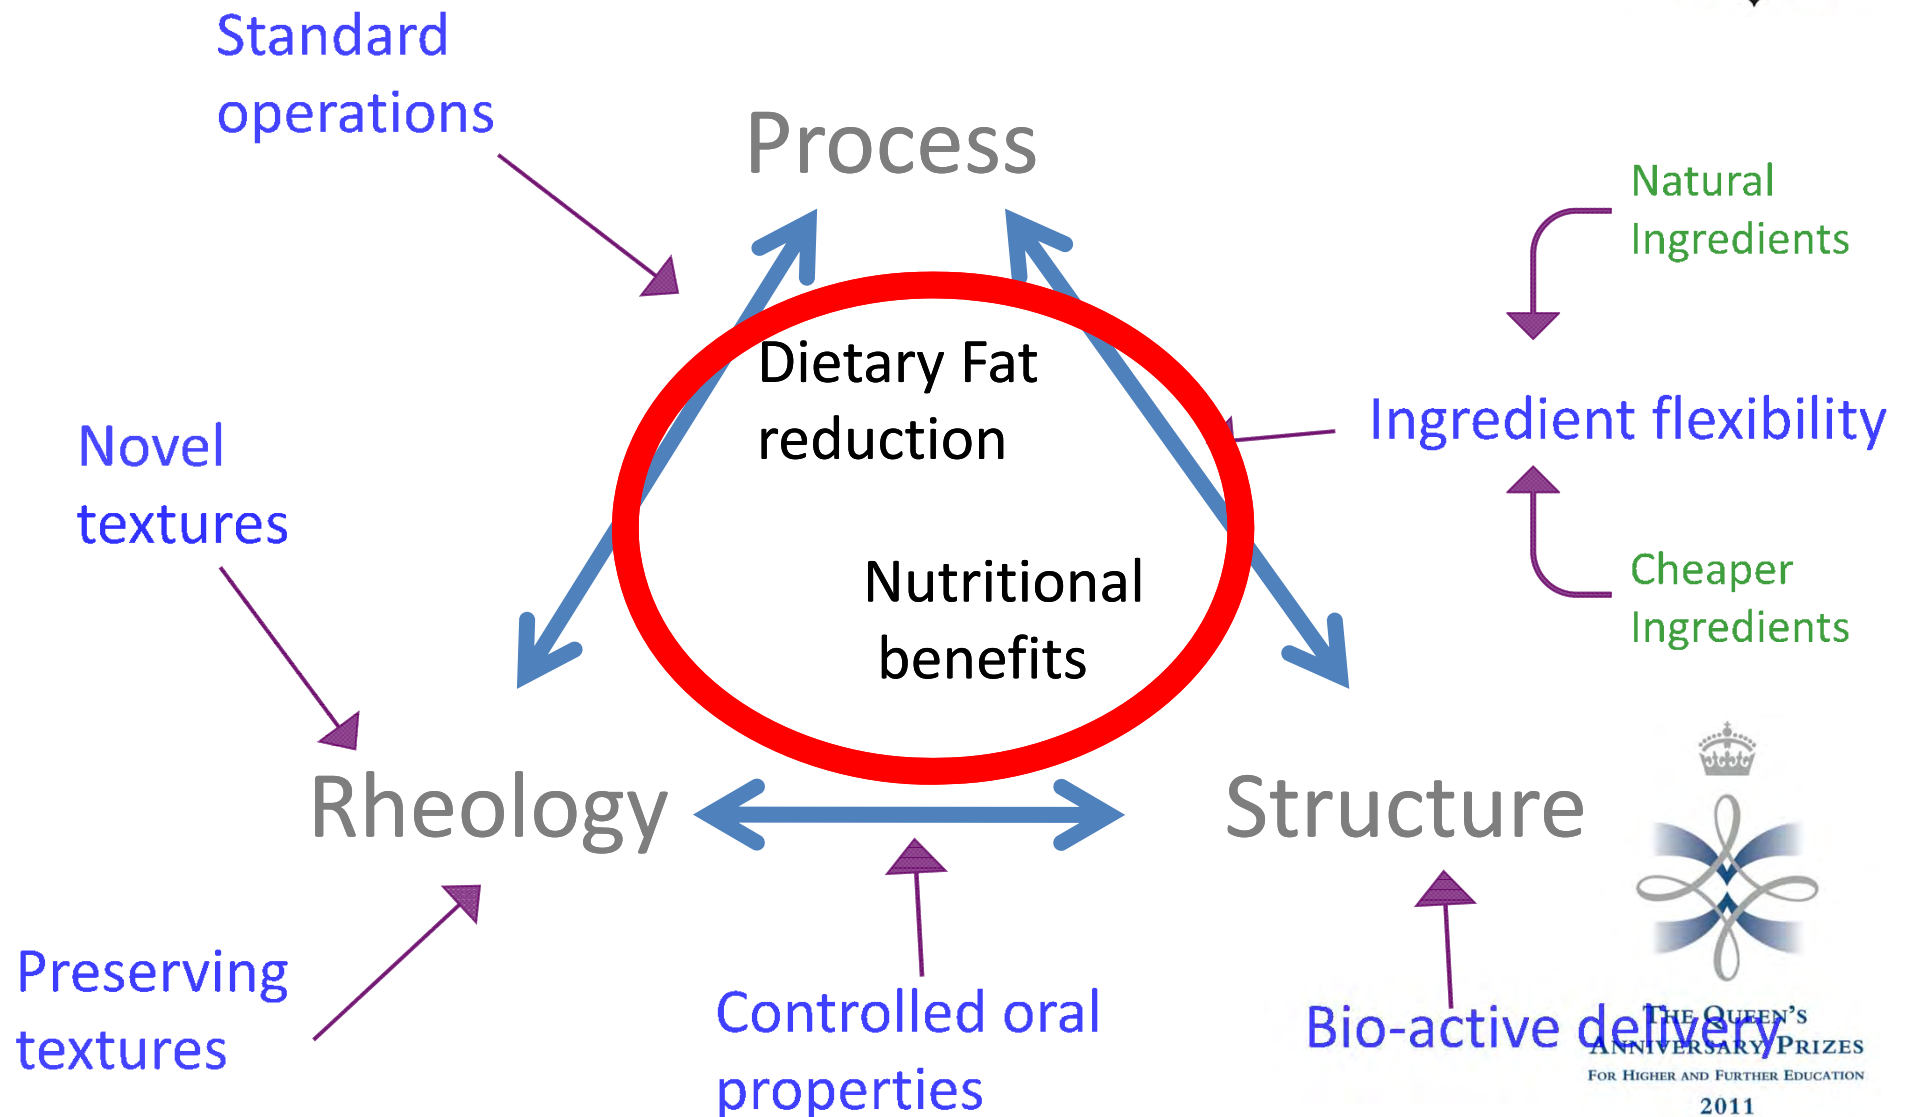 Standard
operations
Process
Natural
Ingredients
Dietary Fat
reduction
Ingredient flexibility
Novel
textures
Nutritional
benefits
Cheaper
Ingredients
Rheology
Structure
Preserving
textures
Controlled oral
properties
Bio-active delivery
THE QUEEN'S
ANNIVERSARY PRIZES
FOR HIGHER AND FURTHER EDUCATION
2011